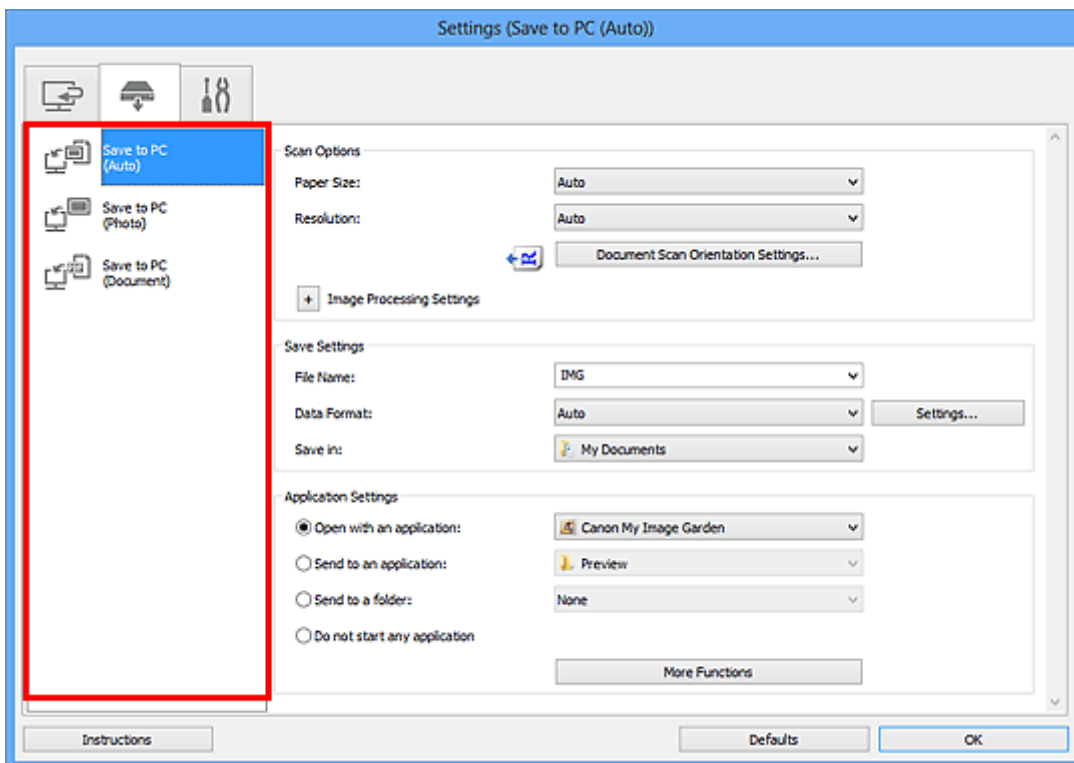 Settings (Save to PC (Auto))
Save to PC
(Auto)
Save to PC
(Photo)
Save to PC
(Document)
Scan Options
Paper Size: Auto
Resolution: Auto
Document Scan Orientation Settings...
+ Image Processing Settings
Save Settings
File Name: IMG
Data Format: Auto Settings...
Save in: My Documents
Application Settings
Open with an application: Canon My Image Garden
Send to an application: Preview
Send to a folder: None
Do not start any application
More Functions
Instructions Defaults OK